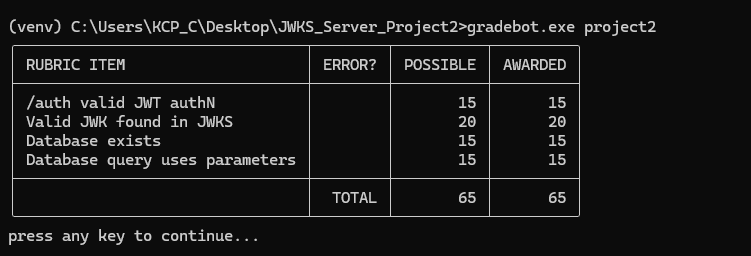 (venv) C:\Users\KCP_C\Desktop\JWKS_Server_Project2>gradebot.exe project2
RUBRIC ITEM ERROR? POSSIBLE AWARDED
/auth valid JWT authN 15 15
Valid JWK found in JWKS 20 20
Database exists 15 15
Database query uses parameters 15 15
TOTAL 65 65
press any key to continue...